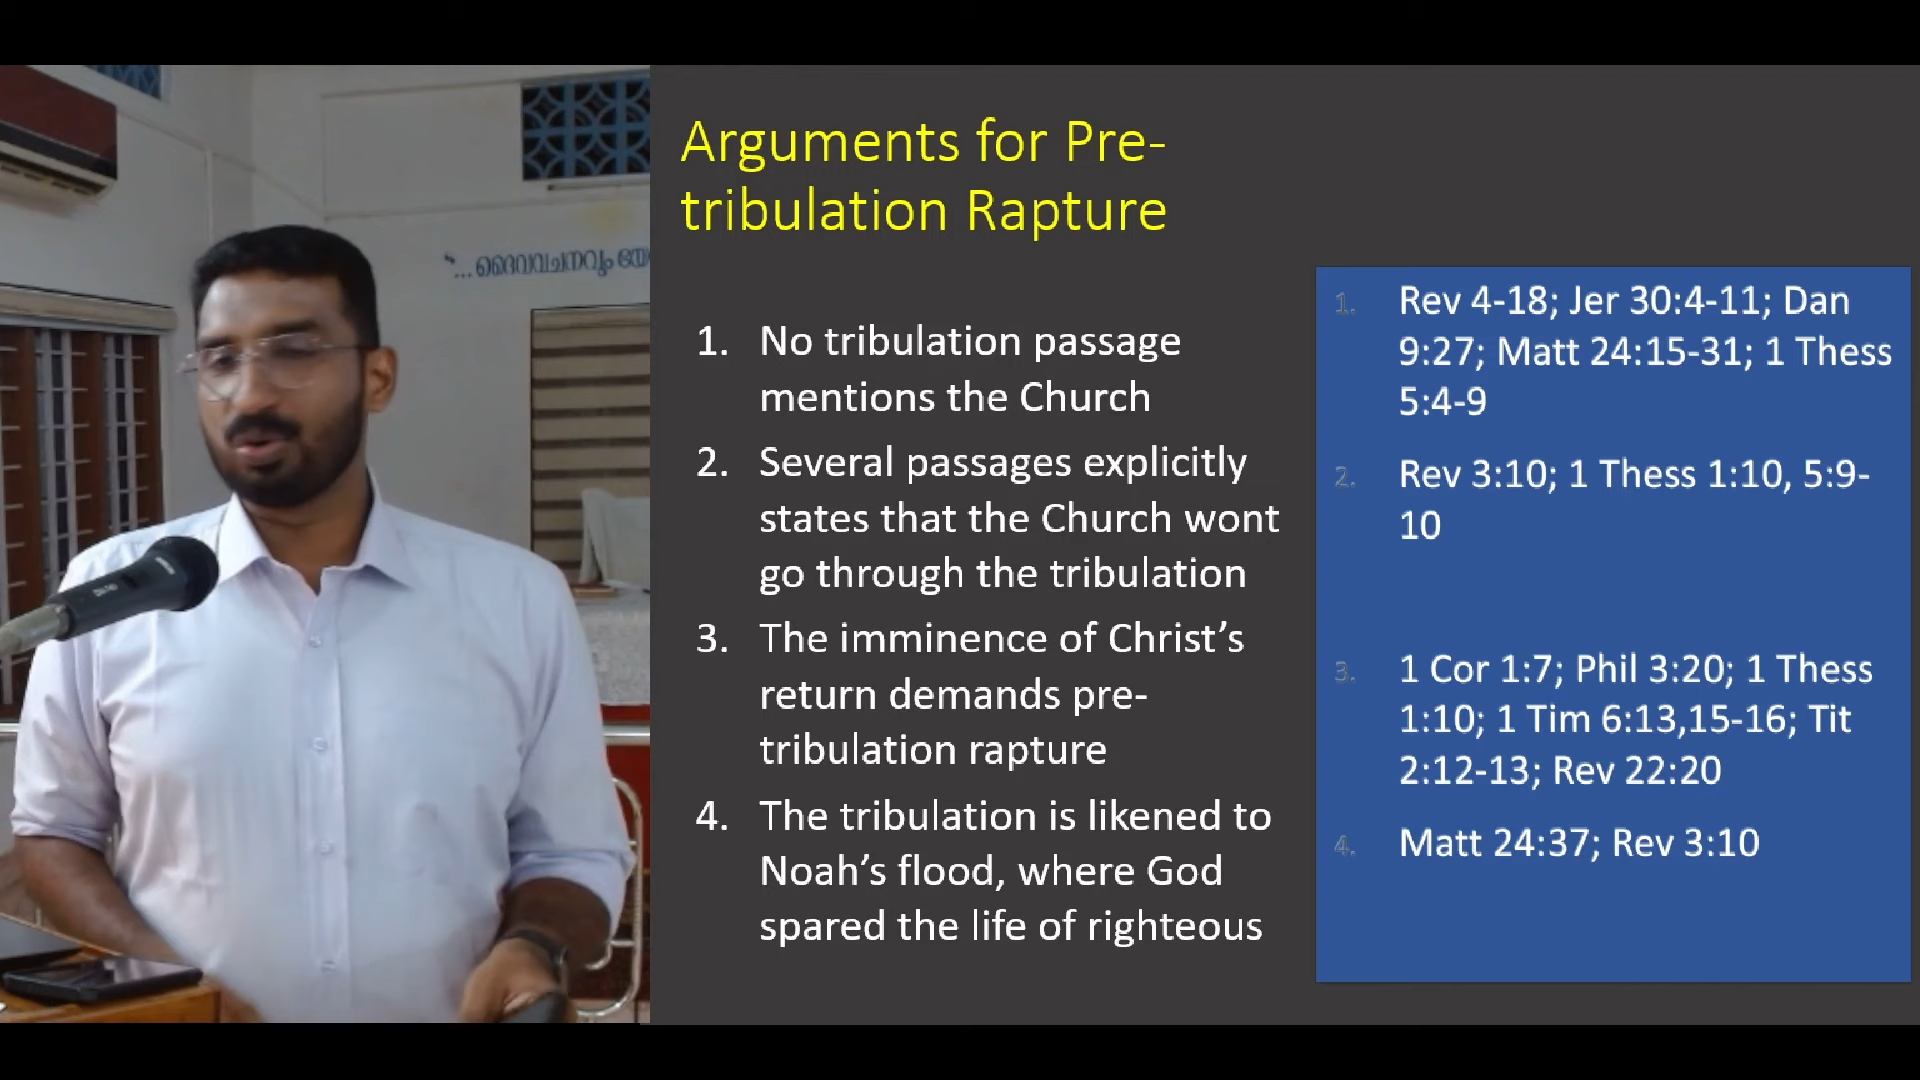 "...ദൈവവചനവും
Arguments for Pre-
tribulation Rapture
1. No tribulation passage
mentions the Church
2. Several passages explicitly
states that the Church wont
go through the tribulation
3. The imminence of Christ's
return demands pre-
tribulation rapture
4. The tribulation is likened to
Noah's flood, where God
spared the life of righteous
1. Rev 4-18; Jer 30:4-11; Dan
9:27; Matt 24:15-31; 1 Thess
5:4-9
2. Rev 3:10; 1 Thess 1:10, 5:9-
10
3. 1 Cor 1:7; Phil 3:20; 1 Thess
1:10; 1 Tim 6:13,15-16; Tit
2:12-13; Rev 22:20
4. Matt 24:37; Rev 3:10